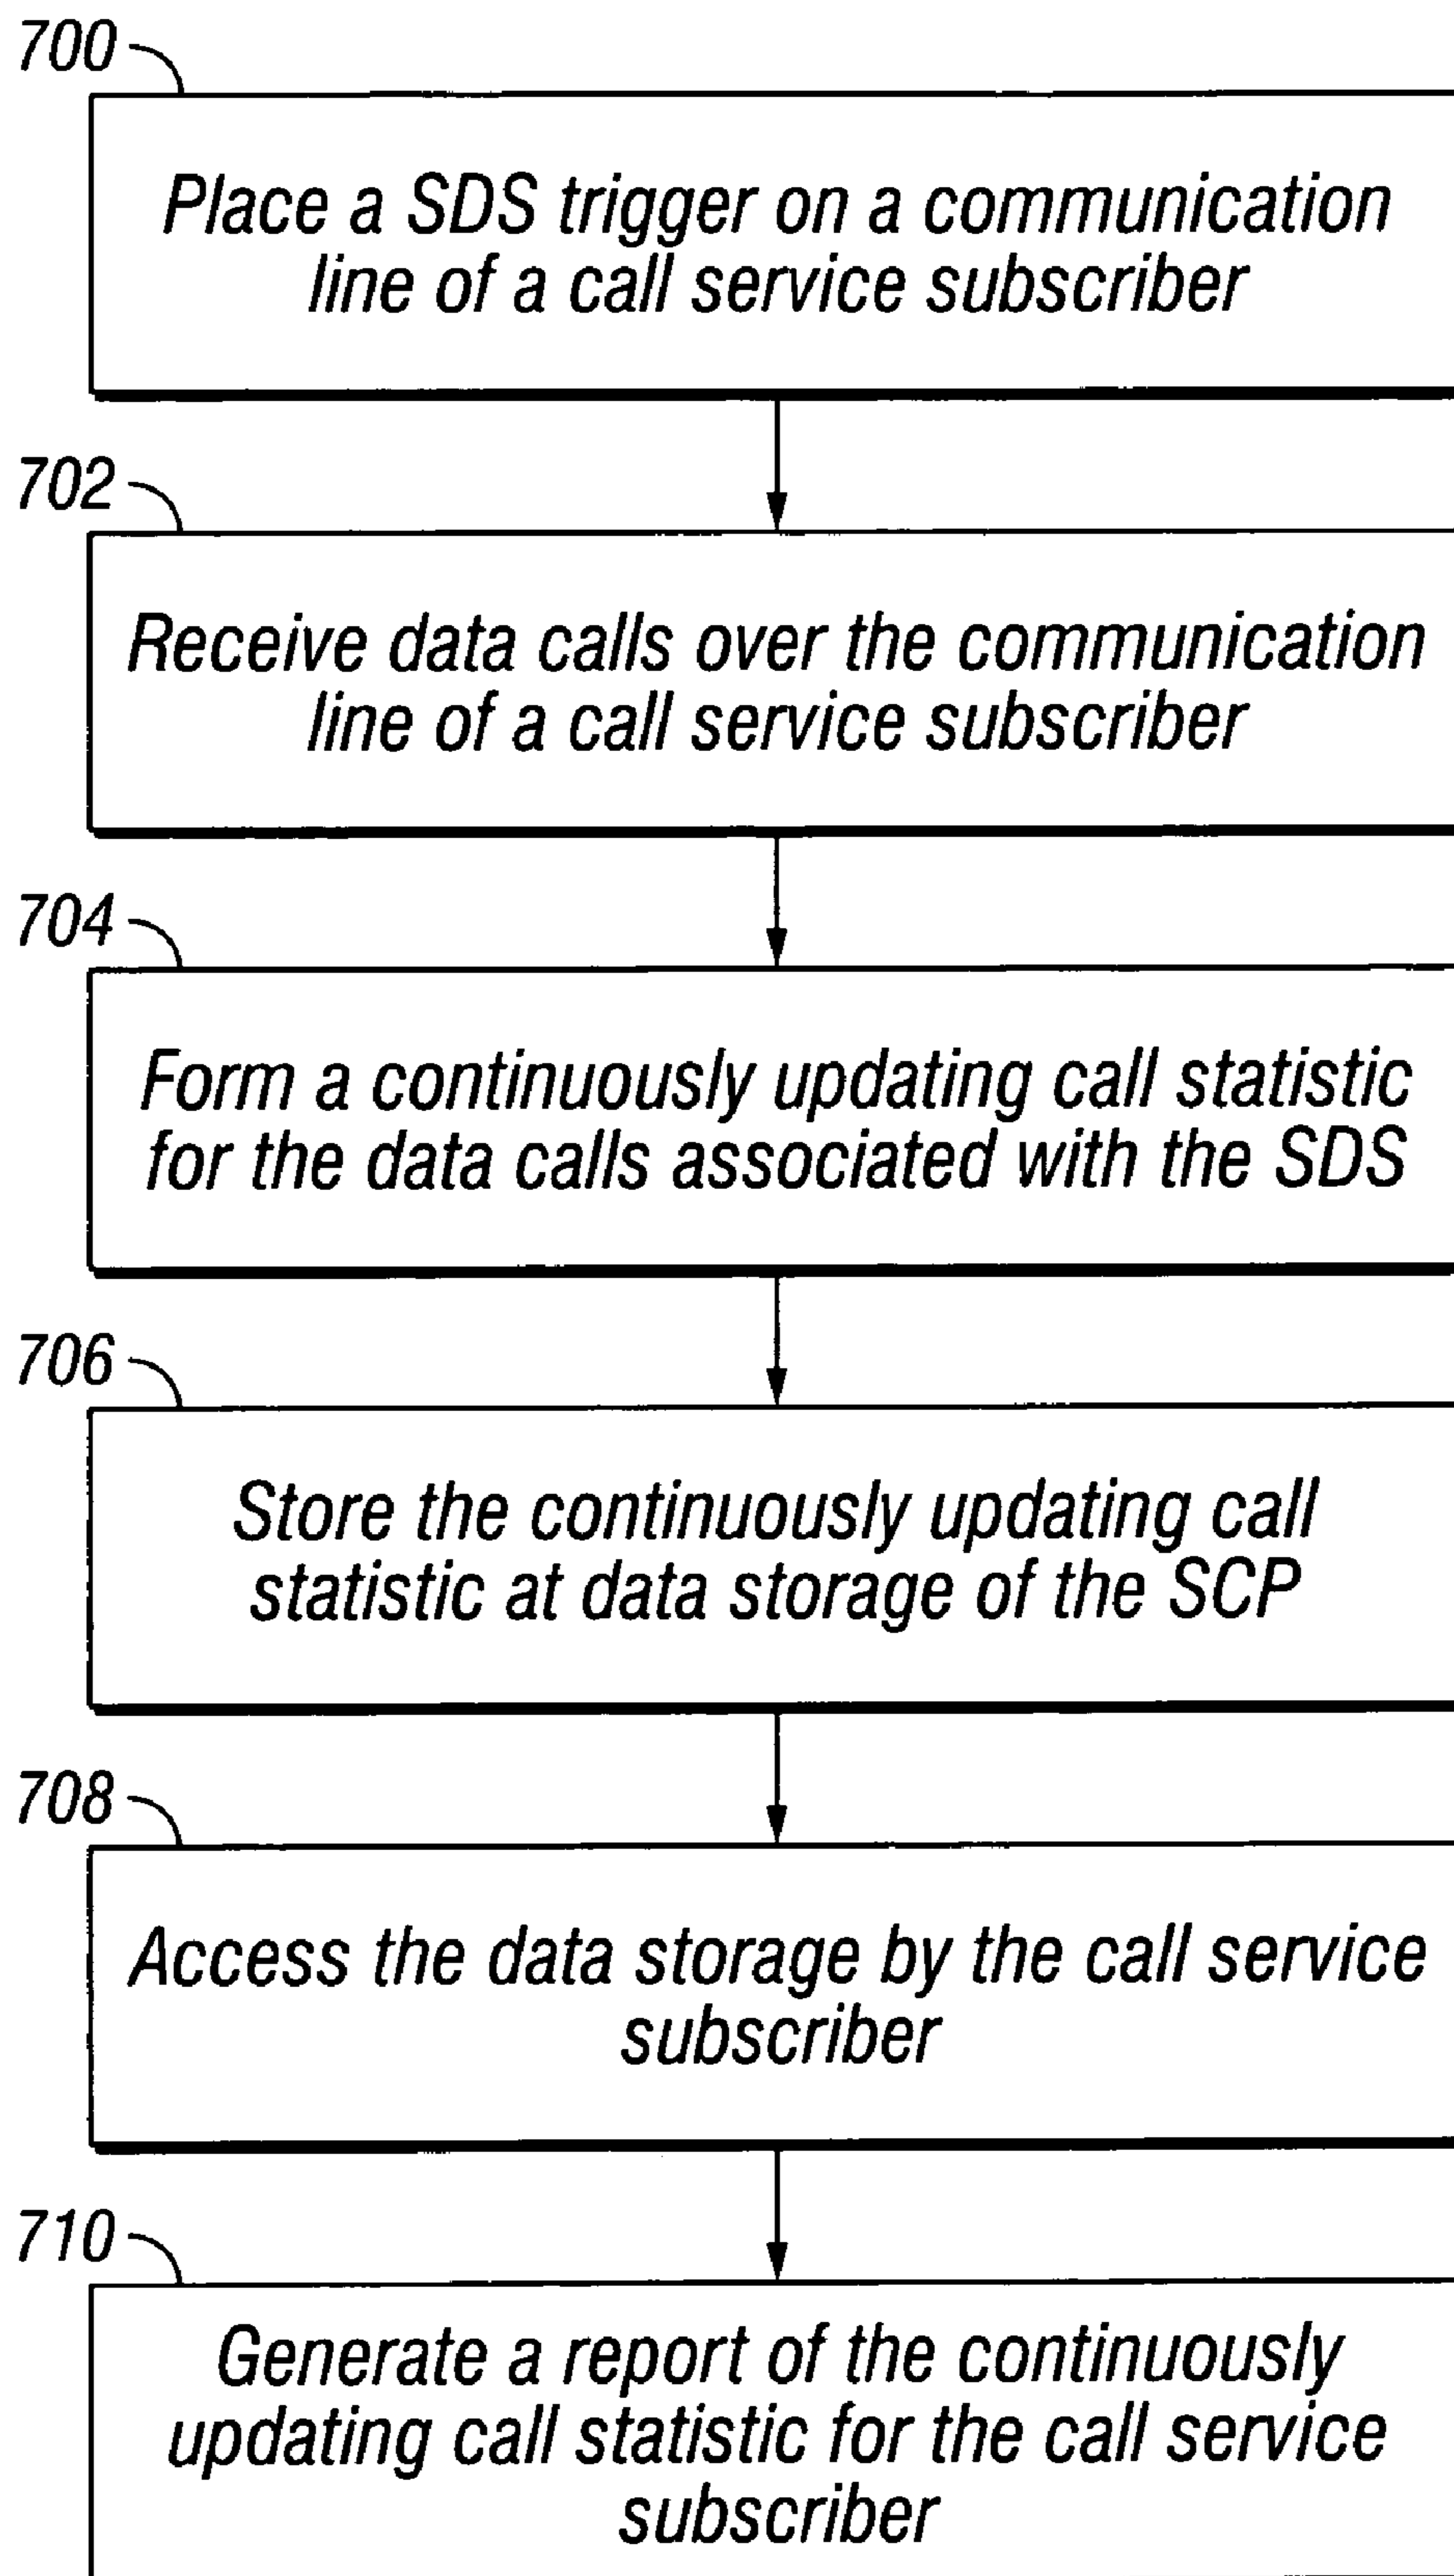 700
Place a SDS trigger on a communication
line of a call service subscriber
702
Receive data calls over the communication
line of a call service subscriber
704
Form a continuously updating call statistic
for the data calls associated with the SDS
706
Store the continuously updating call
statistic at data storage of the SCP
708
Access the data storage by the call service
subscriber
710
Generate a report of the continuously
updating call statistic for the call service
subscriber